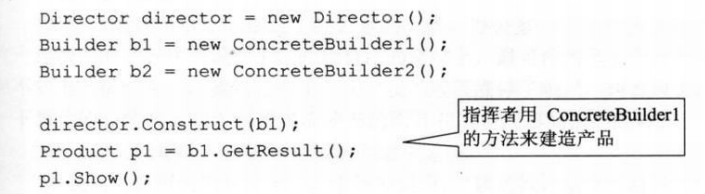 Director director = new Director();
Builder b1 = new ConcreteBuilder1();
Builder b2 = new ConcreteBuilder2();
director.Construct(b1);
Product p1 = b1.GetResult();
p1.Show();
指挥者用 ConcreteBuilder1
的方法来建造产品